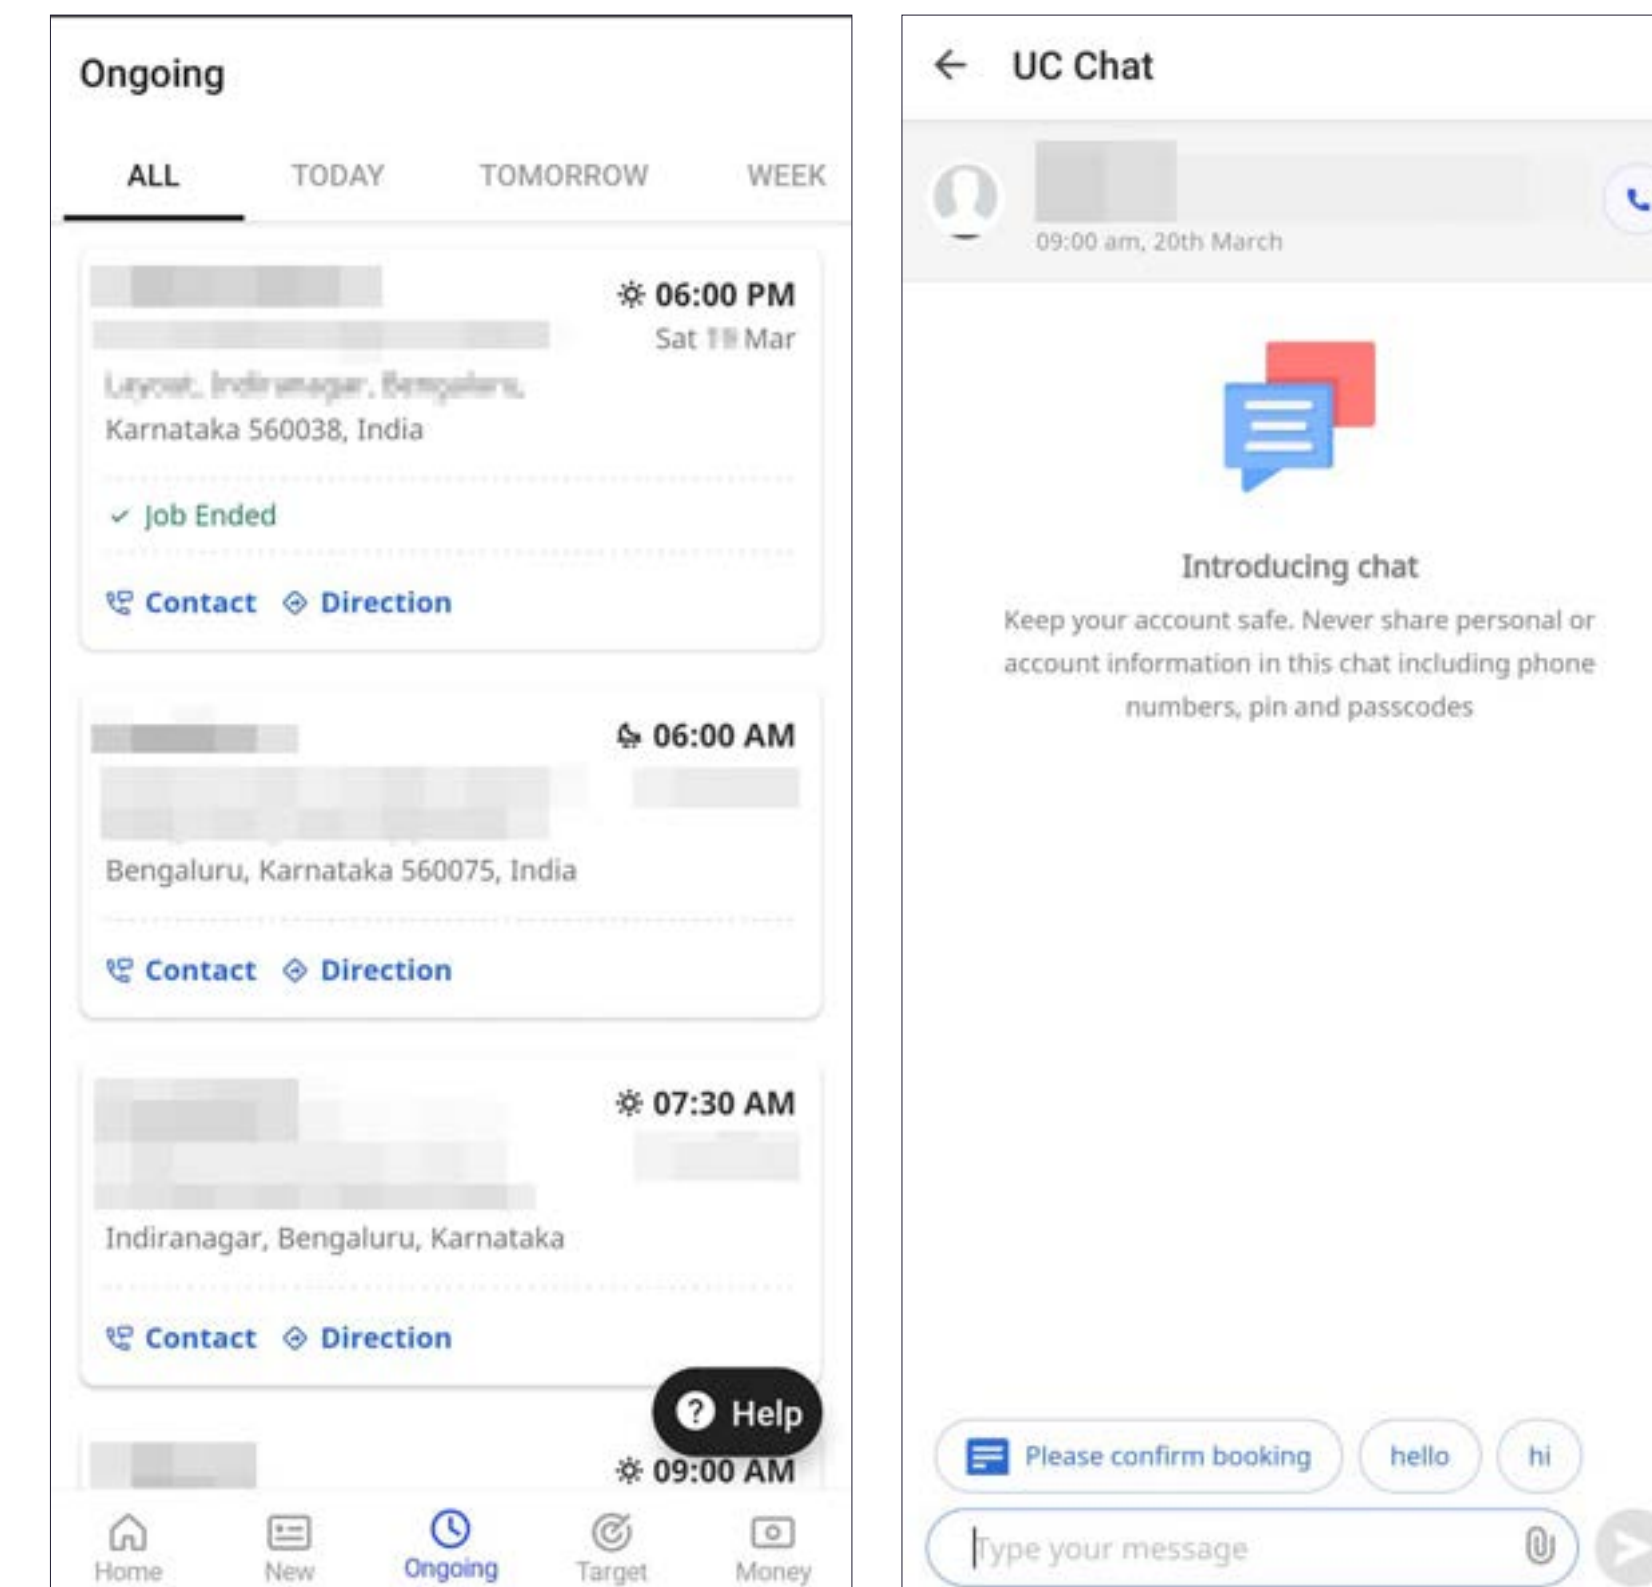 Ongoing
ALL TODAY TOMORROW WEEK
06:00 PM
Sat Mar
Layout, Indiranagar, Bengaluru,
Karnataka 560038, India
Job Ended
Contact Direction
06:00 AM
Bengaluru, Karnataka 560075, India
Contact Direction
07:30 AM
Indiranagar, Bengaluru, Karnataka
Contact Direction
? Help
09:00 AM
Home New Ongoing Target Money
UC Chat
09:00 am, 20th March
Introducing chat
Keep your account safe. Never share personal or
account information in this chat including phone
numbers, pin and passcodes
Please confirm booking hello hi
Type your message